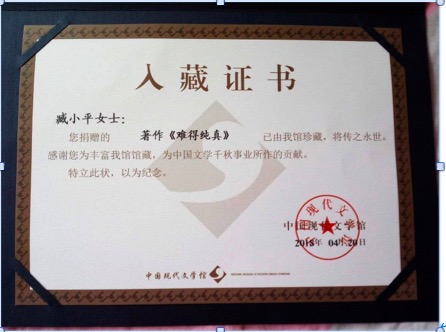 入藏证书
臧小平女士：
您捐赠的 著作《难得纯真》 已由我馆珍藏，将传之永世。
感谢您为丰富我馆馆藏，为中国文学千秋事业所作的贡献。
特立此状，以为纪念。
中国现代文学馆
2018年 04月20日
中国现代文学馆